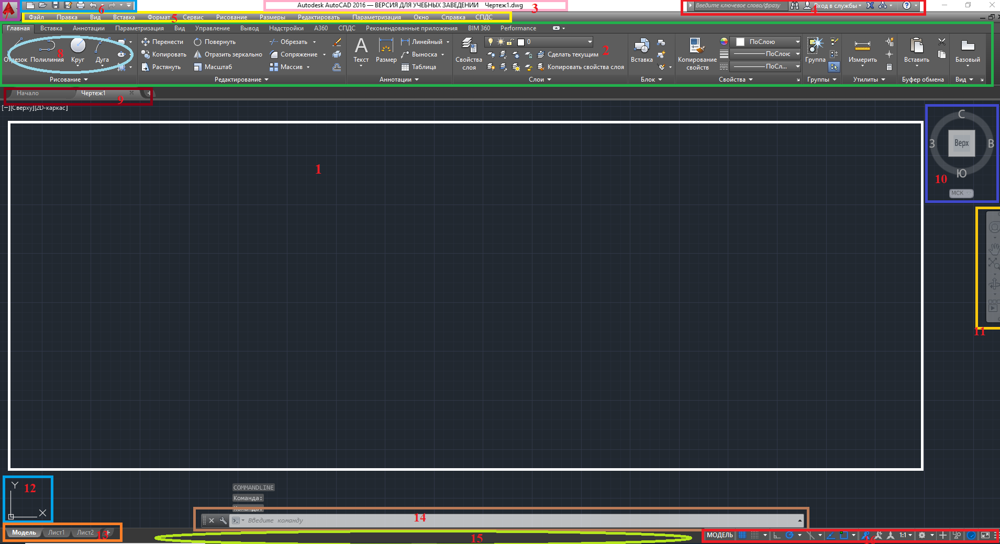 6
Autodesk AutoCAD 2016 — ВЕРСИЯ ДЛЯ УЧЕБНЫХ ЗАВЕДЕНИЙ Чертеж1.dwg
3
Введите ключевое слово/фразу
4
Вход в службы
Файл Правка Вид Вставка Формат 5 Сервис Рисование Размеры Редактировать Параметризация Окно Справка СПДС
7
Главная Вставка Аннотации Параметризация Вид Управление Вывод Надстройки A360 СПДС Рекомендованные приложения BIM 360 Performance
Отрезок Полилиния Круг Дуга
8
Рисование
Перенести Повернуть Обрезать
Копировать Отразить зеркально Сопряжение
Растянуть Масштаб Массив
Редактирование
Текст Размер
Линейный
Выноска
Таблица
Аннотации
Свойства слоя
0
Сделать текущим
2
Копировать свойства слоя
Слои
Вставка
Блок
Копирование свойств
ПоСлою
ПоСлою
ПоСл...
Свойства
Группа
Группы
Измерить
Утилиты
Вставить
Буфер обмена
Базовый
Вид
Начало Чертеж1
9
[−][Сверху][2D-каркас]
1
С
З Верх В
Ю
10
МСК
11
Y
12
X
COMMANDLINE
Команда:
Команда:
Введите команду
14
Модель Лист1 Лист2 +
13
15
МОДЕЛЬ 1:1
16